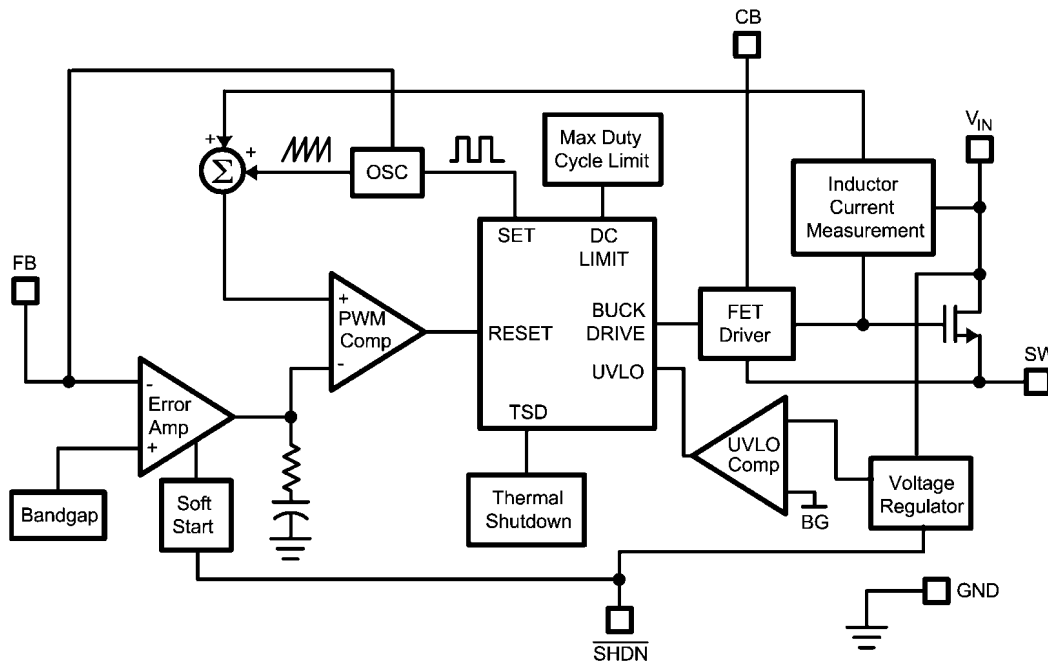 CB
V_IN
Max Duty
Cycle Limit
+
+
Σ
OSC
Inductor
Current
Measurement
SET
DC
LIMIT
FB
+
PWM
Comp
-
RESET
BUCK
DRIVE
FET
Driver
UVLO
SW
-
Error
Amp
+
TSD
UVLO
Comp
BG
Voltage
Regulator
Bandgap
Soft
Start
Thermal
Shutdown
GND
SHDN